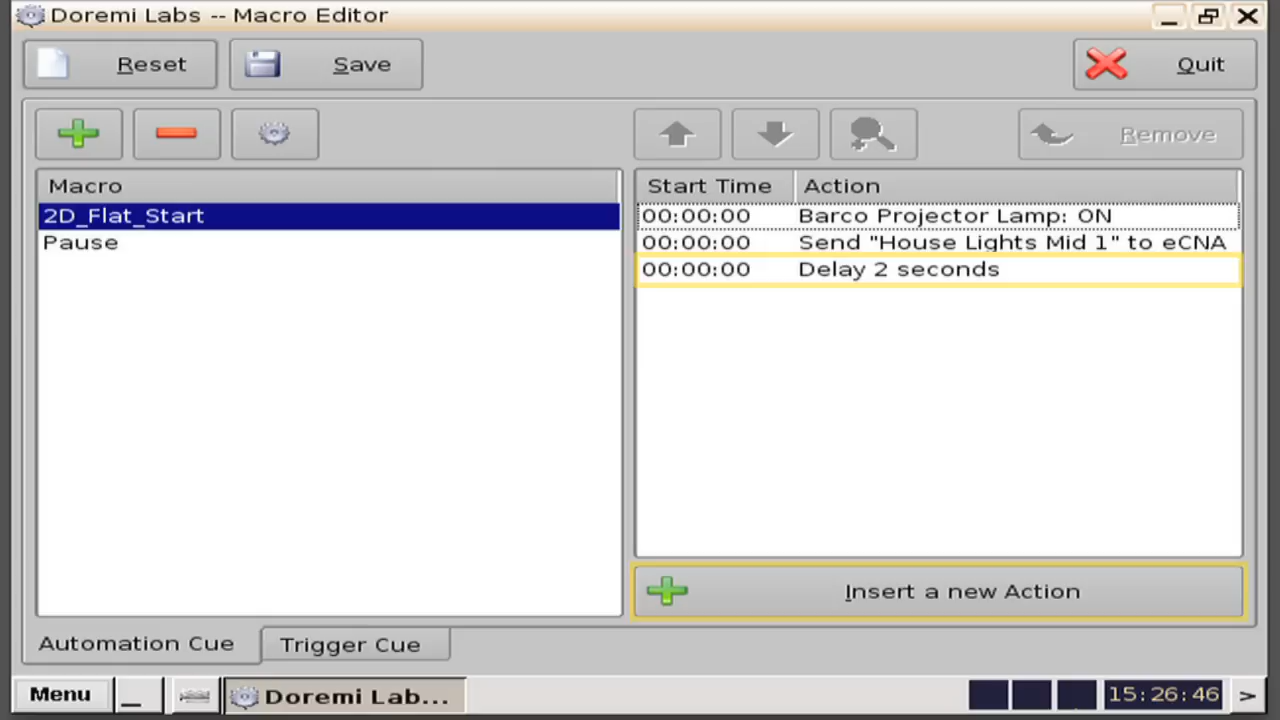 Doremi Labs -- Macro Editor
Reset Save Quit
Remove
Macro
2D_Flat_Start
Pause
Start Time Action
00:00:00 Barco Projector Lamp: ON
00:00:00 Send "House Lights Mid 1" to eCNA
00:00:00 Delay 2 seconds
Insert a new Action
Automation Cue Trigger Cue
Menu Doremi Lab... 15:26:46 >